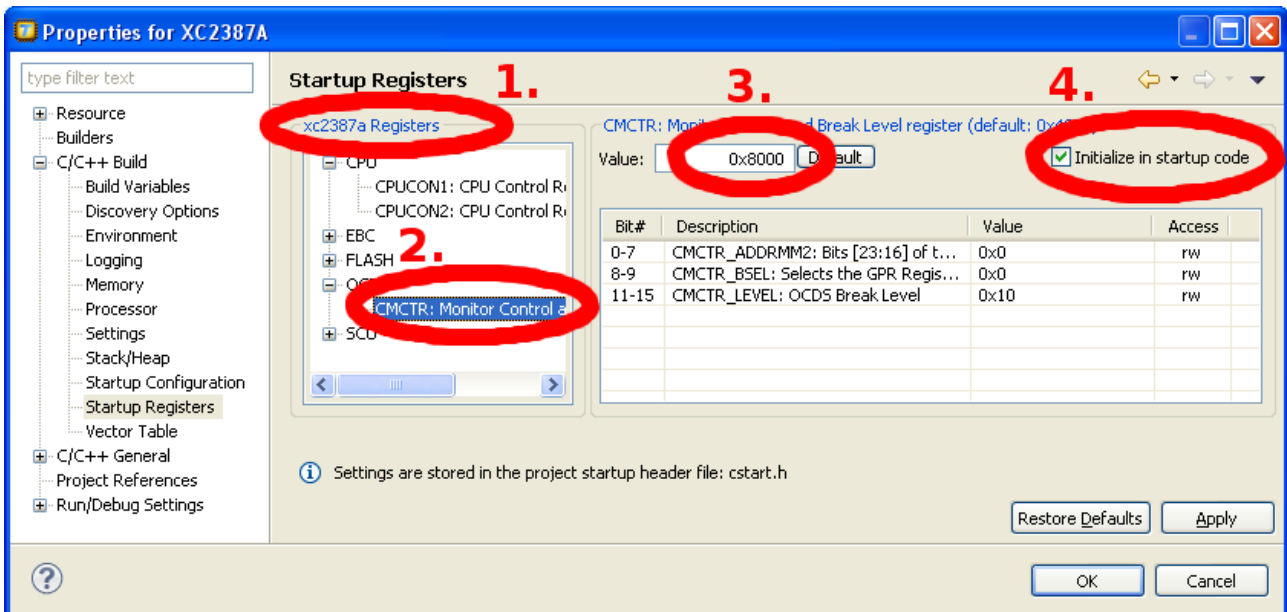 Properties for XC2387A
type filter text
Resource
Builders
C/C++ Build
Build Variables
Discovery Options
Environment
Logging
Memory
Processor
Settings
Stack/Heap
Startup Configuration
Startup Registers
Vector Table
C/C++ General
Project References
Run/Debug Settings
Startup Registers
1.
3.
4.
xc2387a Registers
CPU
CPUCON1: CPU Control
CPUCON2: CPU Control
EBC
2.
FLASH
CMCTR: Monitor Control
SCU
CMCTR: Break Level register (default:
Value: 0x8000
Initialize in startup code
Bit# Description Value Access
0-7 CMCTR_ADDRMM2: Bits [23:16] of t... 0x0 rw
8-9 CMCTR_BSEL: Selects the GPR Regis... 0x0 rw
11-15 CMCTR_LEVEL: OCDS Break Level 0x10 rw
Settings are stored in the project startup header file: cstart.h
Restore Defaults Apply
OK Cancel